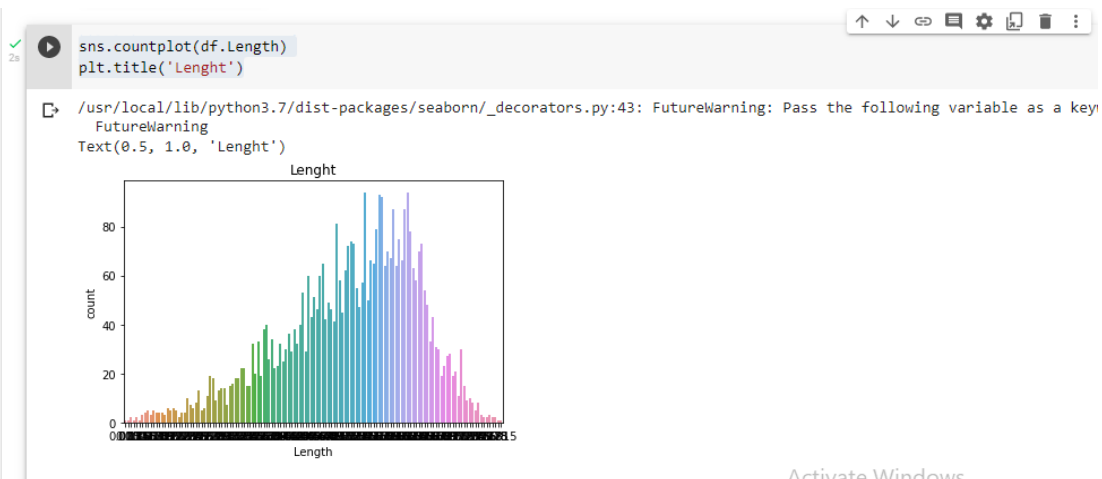 sns.countplot(df.Length)
plt.title('Lenght')
2s
/usr/local/lib/python3.7/dist-packages/seaborn/_decorators.py:43: FutureWarning: Pass the following variable as a
FutureWarning
Text(0.5, 1.0, 'Lenght')
Lenght
80
60
40
20
0
count
Length
Activate Windows